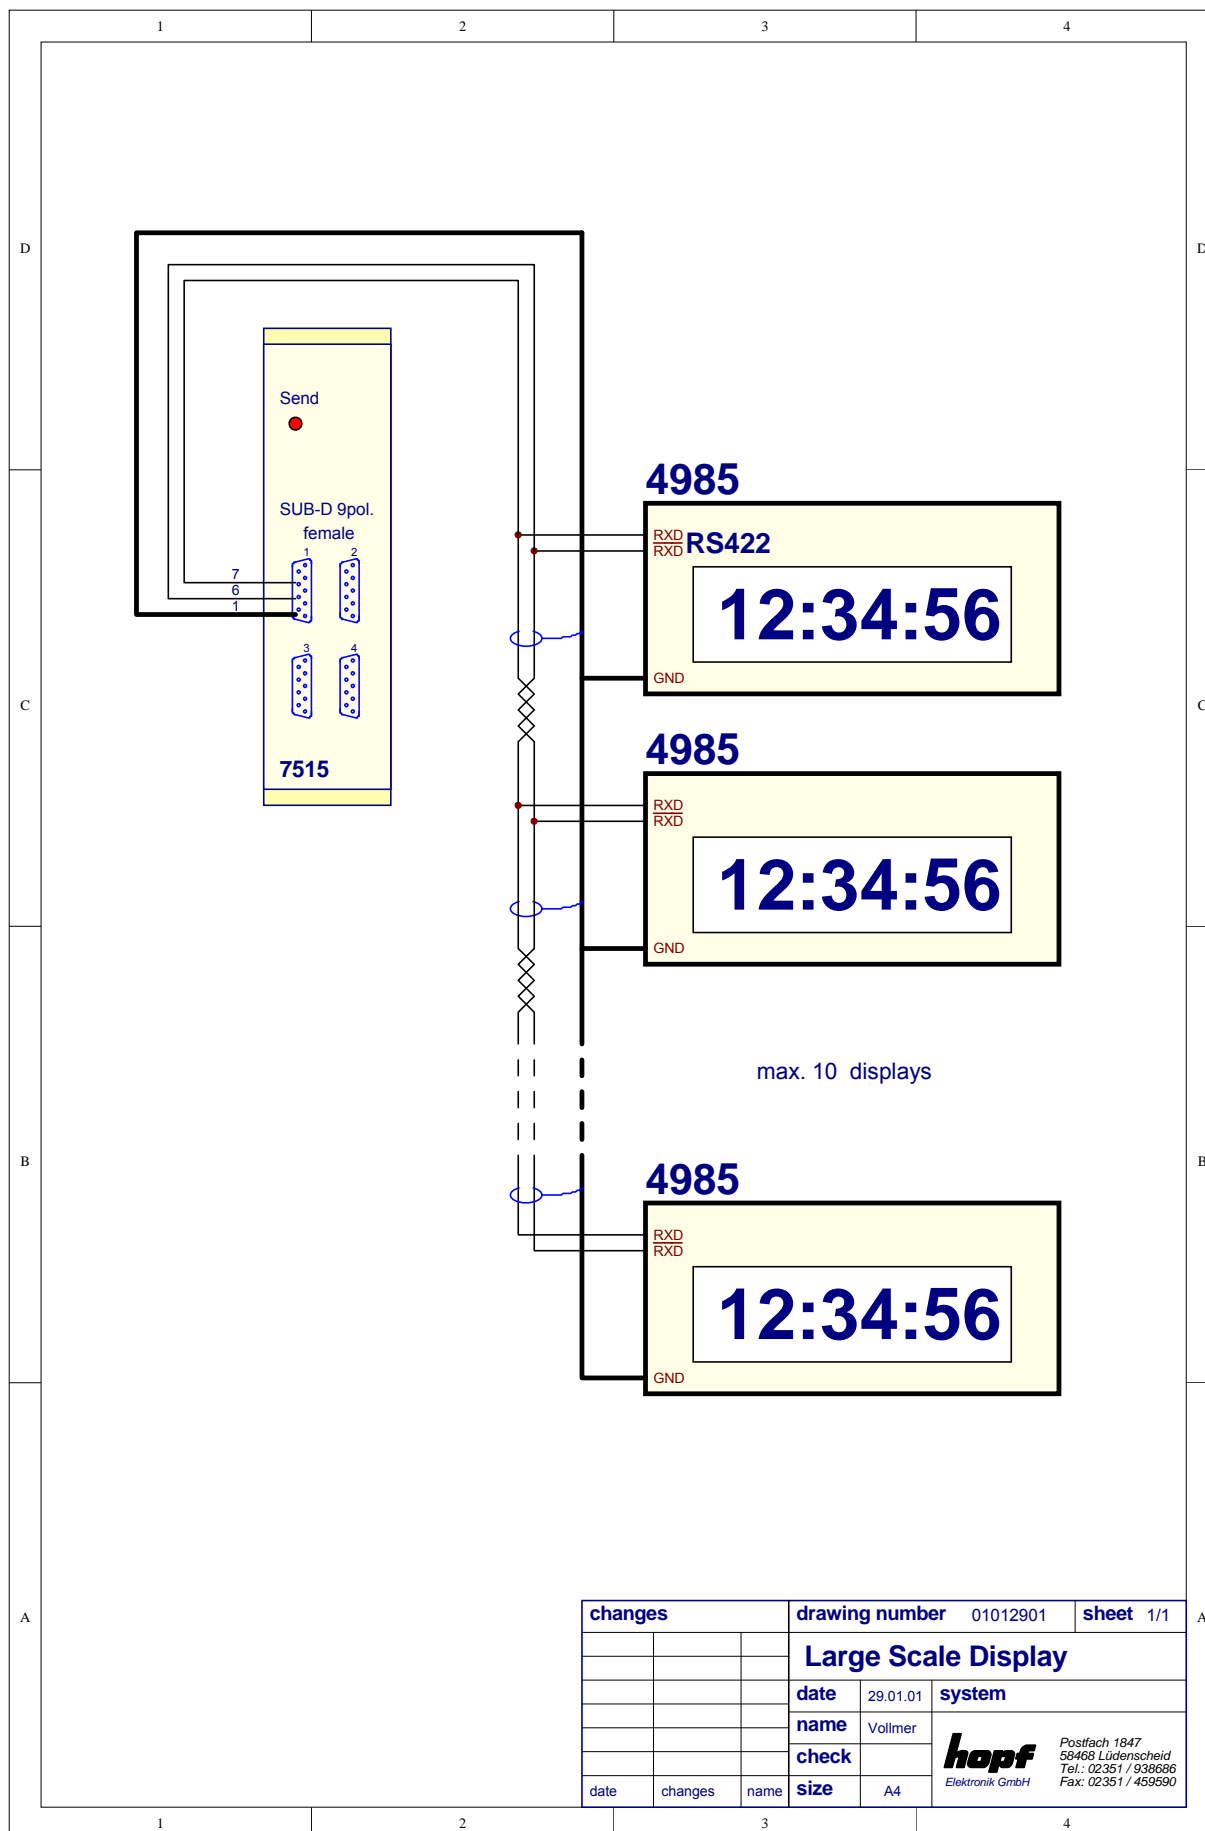 1 2 3 4
D D
Send
4985
SUB-D 9pol.
female
RXD
RXD
RS422
1 2
7
6
1
12:34:56
3 4
GND
C C
4985
7515
RXD
RXD
12:34:56
GND
max. 10 displays
B B
4985
RXD
RXD
12:34:56
GND
A A
changes drawing number 01012901 sheet 1/1
Large Scale Display
date 29.01.01 system
name Vollmer
check
date changes name size A4
hopf
Elektronik GmbH
Postfach 1847
58468 Lüdenscheid
Tel.: 02351 / 938686
Fax: 02351 / 459590
1 2 3 4